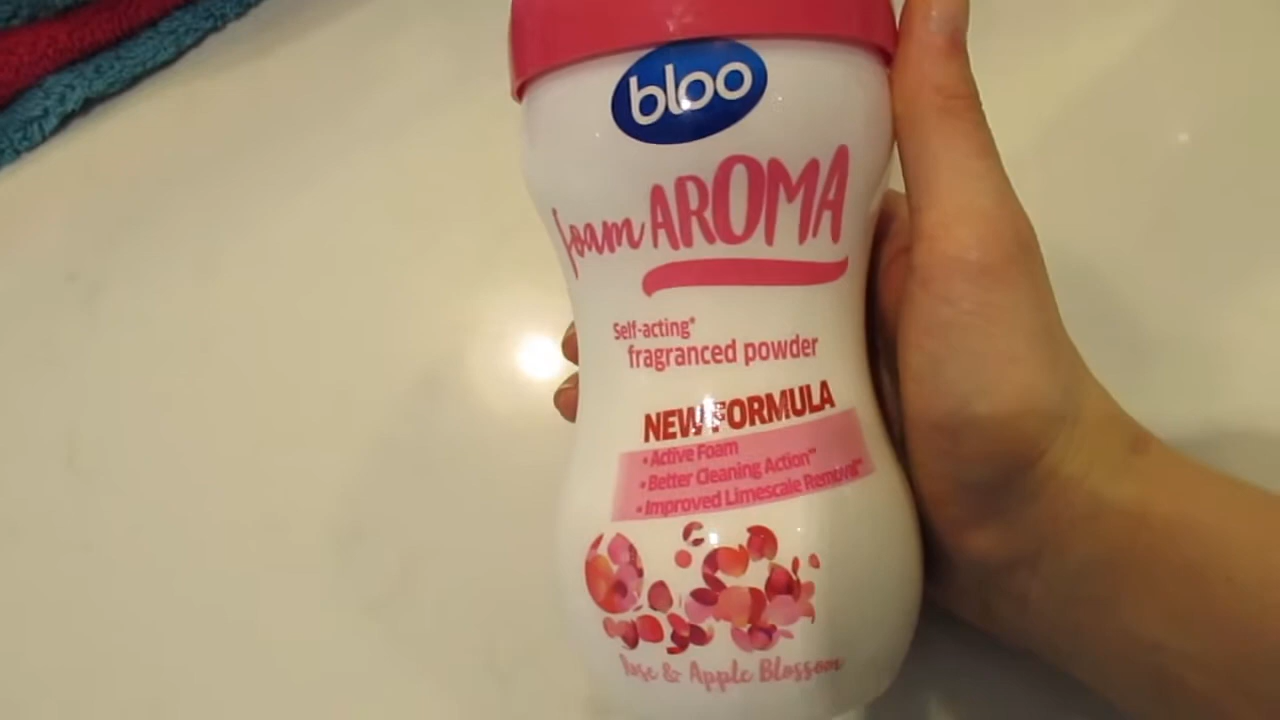 bloo
foam AROMA
Self-acting*
fragranced powder
NEW FORMULA
• Active Foam
• Better Cleaning Action**
• Improved Limescale Removal**
Rose & Apple Blossom